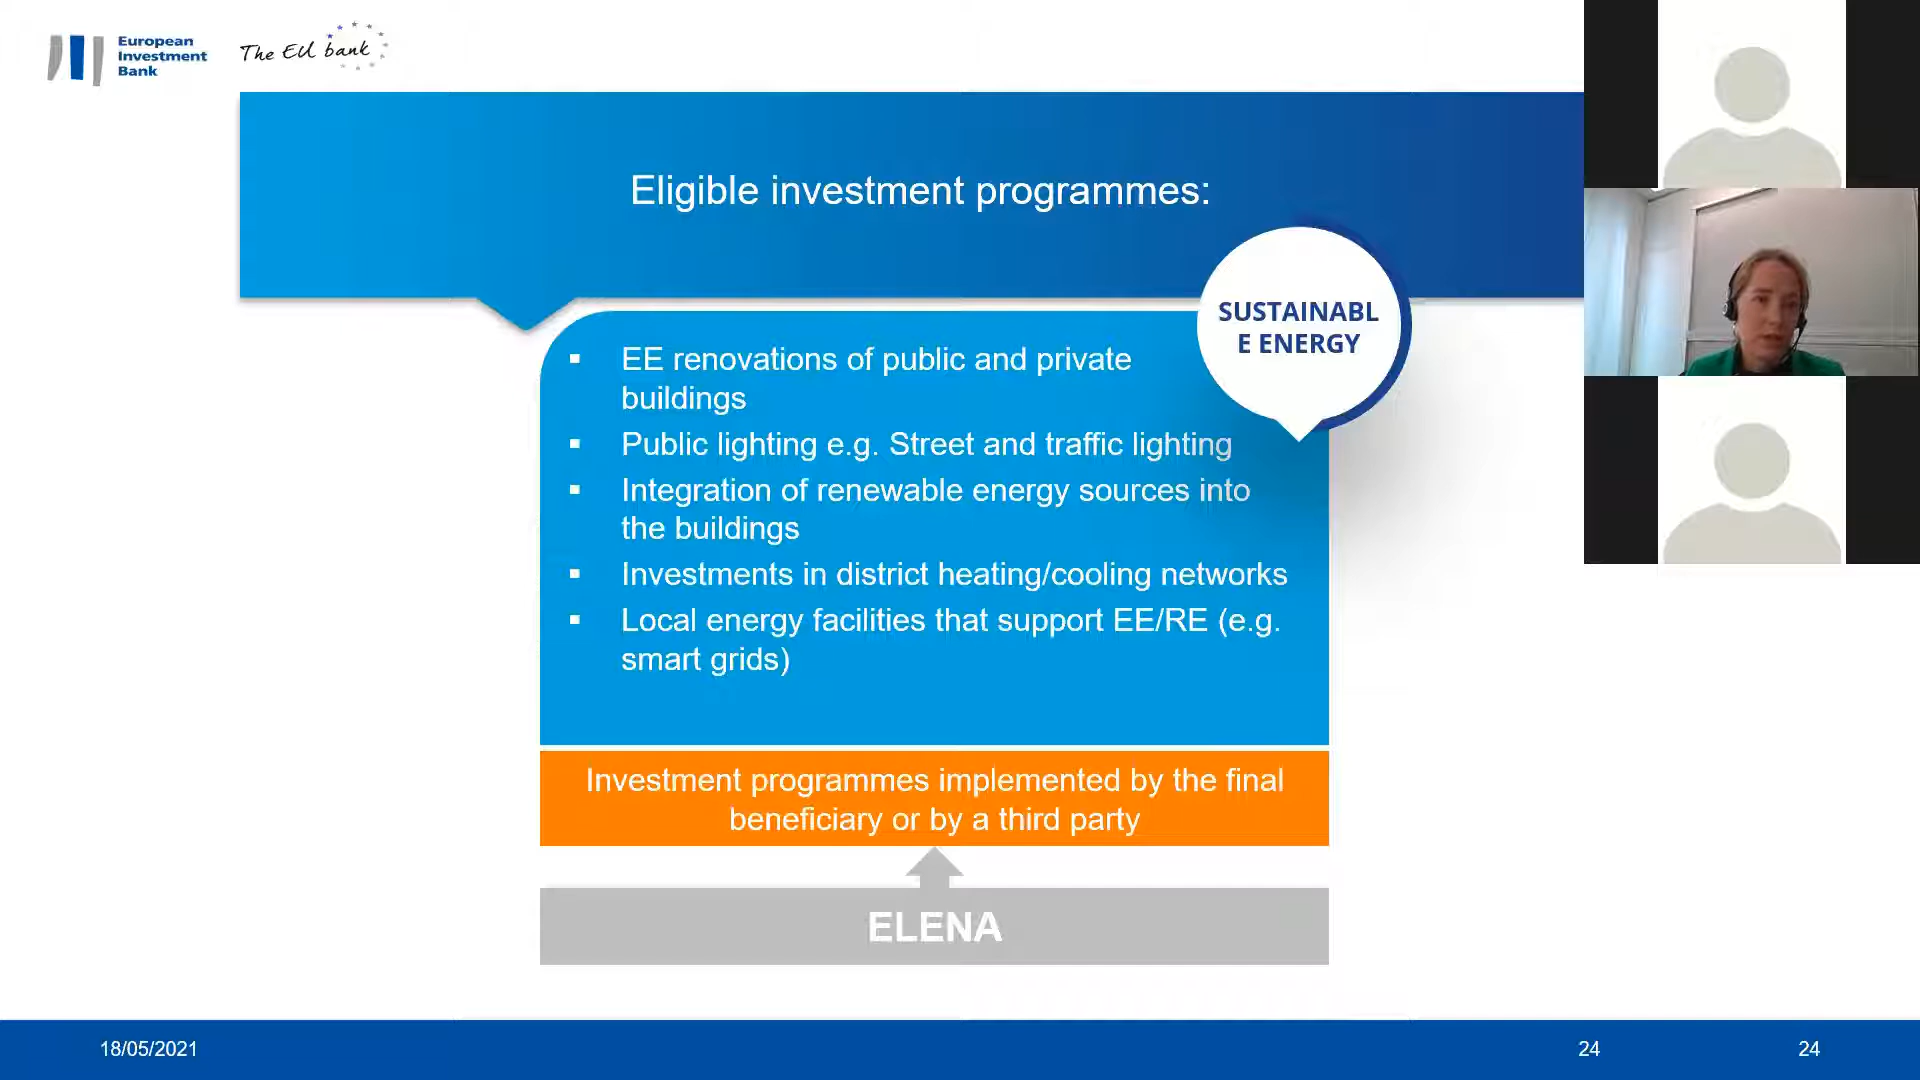 European
Investment
Bank
The EU bank
Eligible investment programmes:
SUSTAINABL
E ENERGY
▪ EE renovations of public and private
buildings
▪ Public lighting e.g. Street and traffic lighting
▪ Integration of renewable energy sources into
the buildings
▪ Investments in district heating/cooling networks
▪ Local energy facilities that support EE/RE (e.g.
smart grids)
Investment programmes implemented by the final
beneficiary or by a third party
ELENA
18/05/2021
24
24